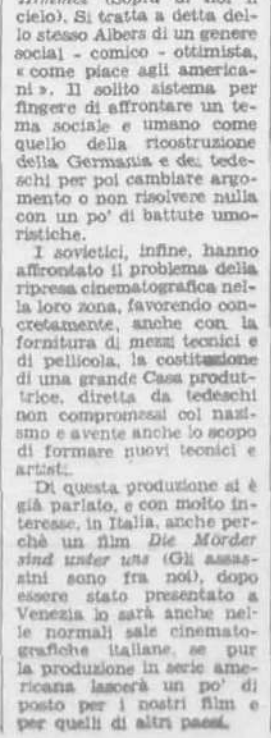 cielo). Si tratta a detta del-
lo stesso Albers di un genere
social - comico - ottimista,
« come piace agli america-
ni ». Il solito sistema per
fingere di affrontare un te-
ma sociale e umano come
quello della ricostruzione
della Germania e dei tede-
schi per poi cambiare argo-
mento o non risolvere nulla
con un po' di battute umo-
ristiche.
I sovietici, infine, hanno
affrontato il problema della
ripresa cinematografica nel-
la loro zona, favorendo con-
cretamente, anche con la
fornitura di mezzi tecnici e
di pellicola, la costituzione
di una grande Casa produt-
trice, diretta da tedeschi
non compromessi col nazi-
smo e avente anche lo scopo
di formare nuovi tecnici e
artisti.
Di questa produzione si è
già parlato, e con molto in-
teresse, in Italia, anche per-
chè un film Die Mörder
sind unter uns (Gli assas-
sini sono fra noi), dopo
essere stato presentato a
Venezia lo sarà anche nel-
le normali sale cinemato-
grafiche italiane, se pur
la produzione in serie ame-
ricana lascerà un po' di
posto per i nostri film e
per quelli di altri paesi.